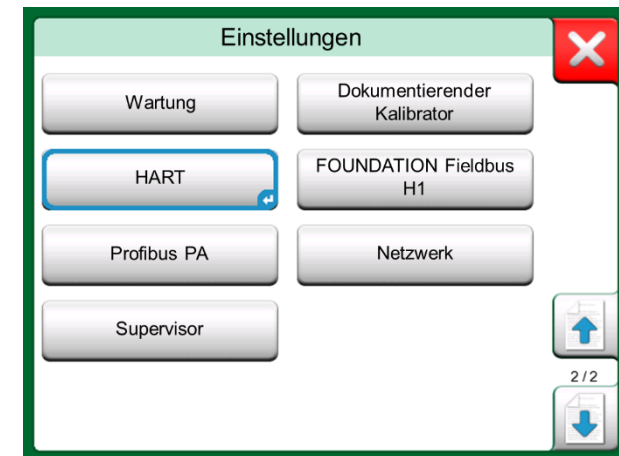 Einstellungen
Wartung
Dokumentierender
Kalibrator
HART
FOUNDATION Fieldbus
H1
Profibus PA
Netzwerk
Supervisor
2/2